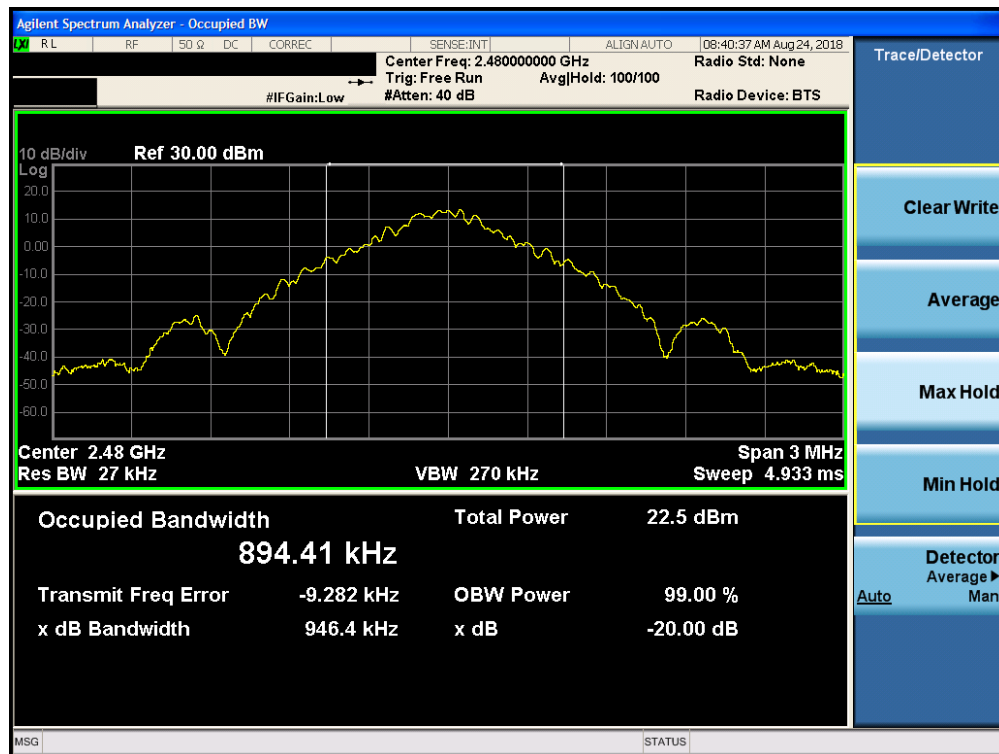 Agilent Spectrum Analyzer - Occupied BW
LXI RL RF 50 Ω DC CORREC SENSE:INT ALIGN AUTO 08:40:37 AM Aug 24, 2018
Center Freq: 2.480000000 GHz Radio Std: None
Trig: Free Run Avg|Hold: 100/100
#IFGain:Low #Atten: 40 dB Radio Device: BTS
10 dB/div Ref 30.00 dBm
Log
20.0
10.0
0.00
-10.0
-20.0
-30.0
-40.0
-50.0
-60.0
Center 2.48 GHz Span 3 MHz
Res BW 27 kHz VBW 270 kHz Sweep 4.933 ms
Occupied Bandwidth Total Power 22.5 dBm
894.41 kHz
Transmit Freq Error -9.282 kHz OBW Power 99.00 %
x dB Bandwidth 946.4 kHz x dB -20.00 dB
MSG STATUS
Trace/Detector
Clear Write
Average
Max Hold
Min Hold
Detector
Average
Auto Man